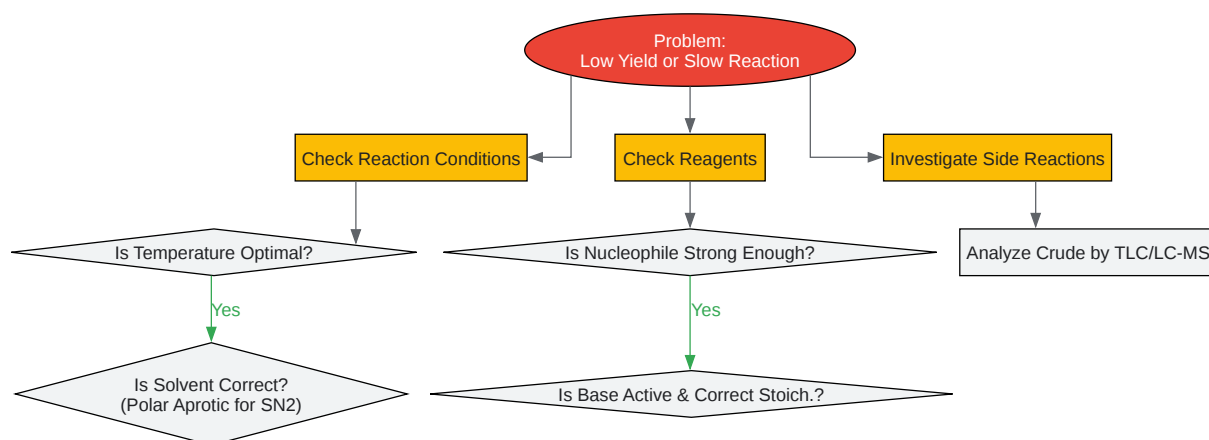 Problem:
Low Yield or Slow Reaction
Check Reaction Conditions
Check Reagents
Investigate Side Reactions
Is Temperature Optimal?
Is Nucleophile Strong Enough?
Analyze Crude by TLC/LC-MS
Yes
Yes
Is Solvent Correct?
(Polar Aprotic for SN2)
Is Base Active & Correct Stoich.?